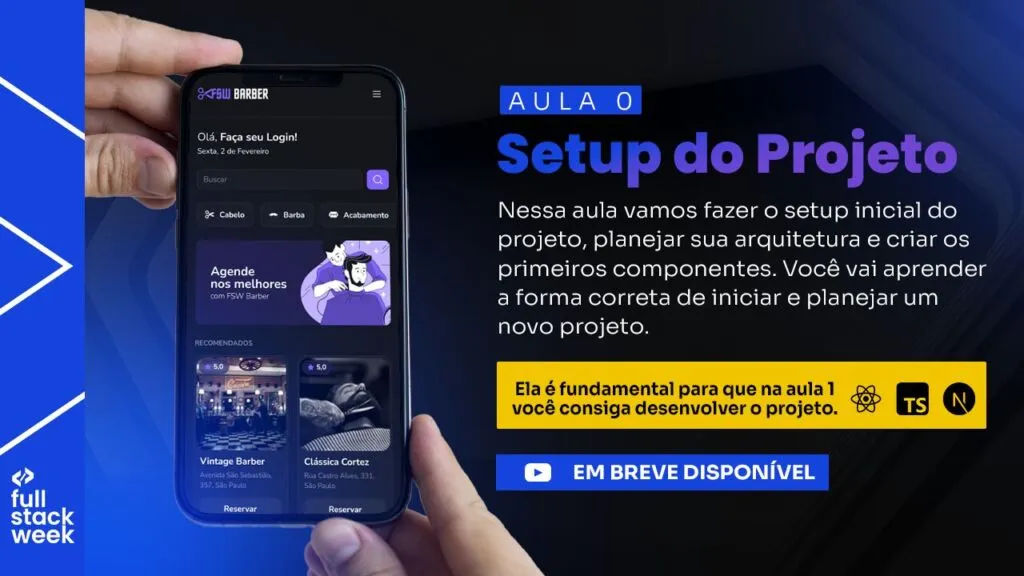 FSW BARBER
Olá, Faça seu Login!
Sexta, 2 de Fevereiro
Buscar
Cabelo
Barba
Acabamento
Agende
nos melhores
com FSW Barber
RECOMENDADOS
5,0
5,0
Vintage Barber
Clássica Cortez
Avenida São Sebastião,
357, São Paulo
Rua Castro Alves, 331,
São Paulo
Reservar
Reservar
full
stack
week
AULA 0
Setup do Projeto
Nessa aula vamos fazer o setup inicial do
projeto, planejar sua arquitetura e criar os
primeiros componentes. Você vai aprender
a forma correta de iniciar e planejar um
novo projeto.
Ela é fundamental para que na aula 1
você consiga desenvolver o projeto.
TS
N
EM BREVE DISPONÍVEL